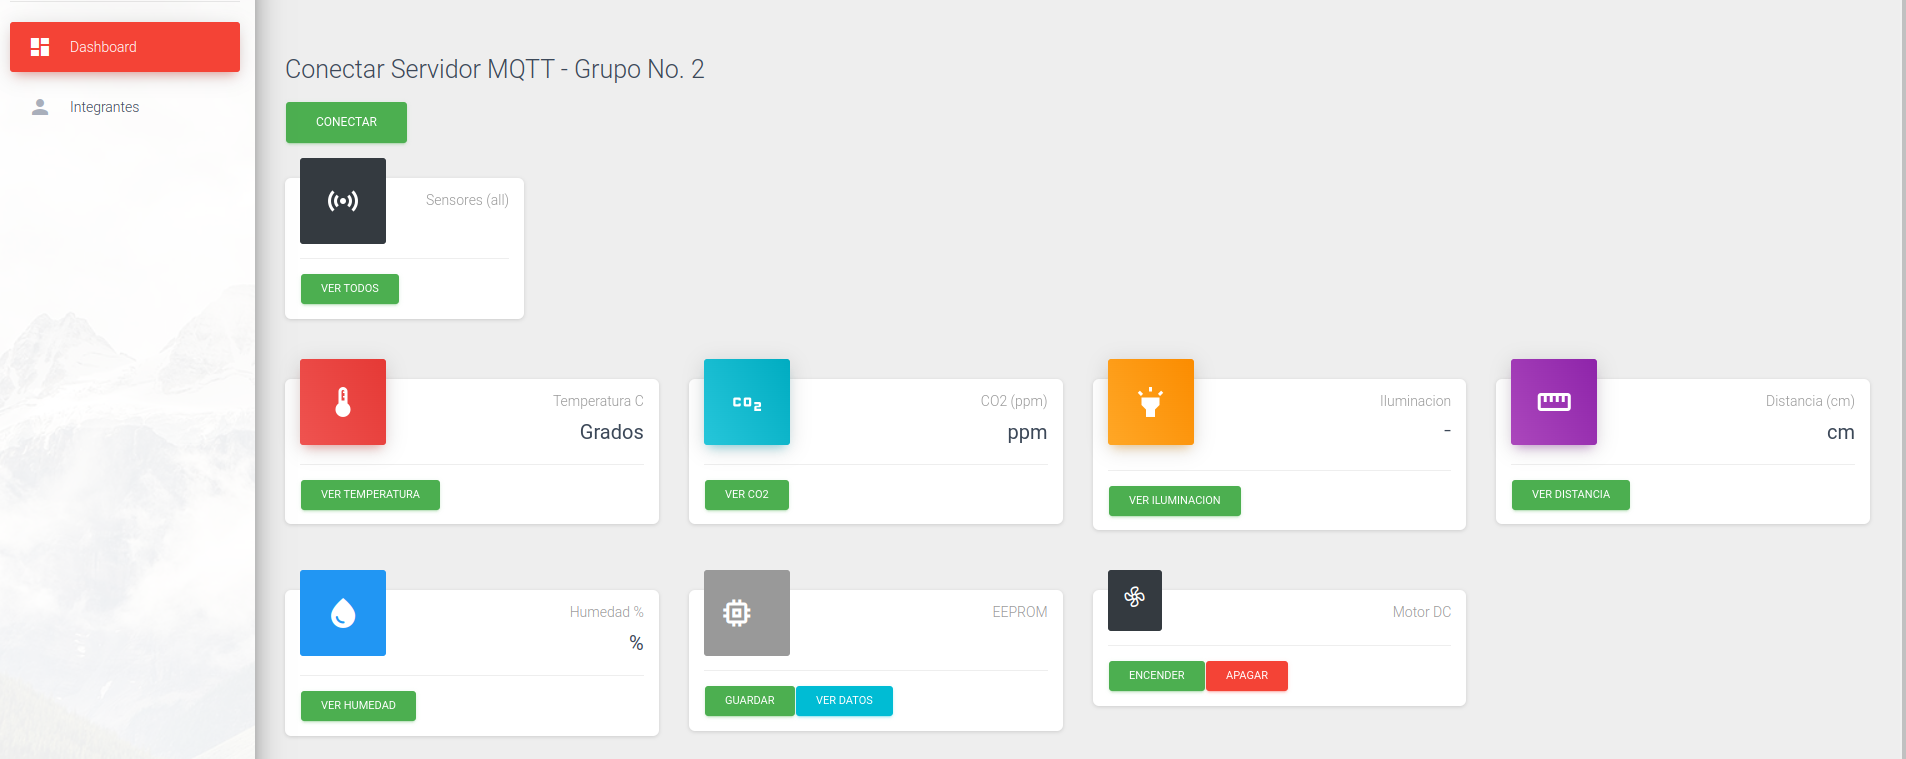 Dashboard
Integrantes
Conectar Servidor MQTT - Grupo No. 2
CONECTAR
Sensores (all)
VER TODOS
Temperatura C
Grados
VER TEMPERATURA
co2
CO2 (ppm)
ppm
VER CO2
Iluminacion
-
VER ILUMINACION
Distancia (cm)
cm
VER DISTANCIA
Humedad %
%
VER HUMEDAD
EEPROM
GUARDAR VER DATOS
Motor DC
ENCENDER APAGAR